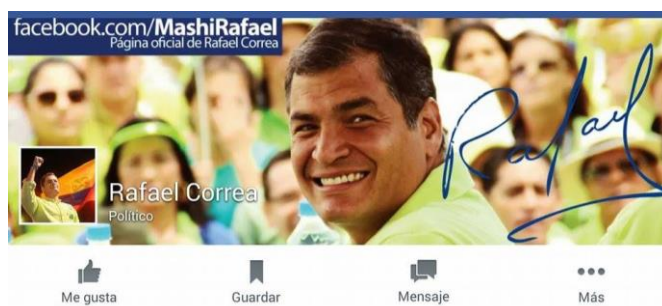 facebook.com/MashiRafael
Página oficial de Rafael Correa
Rafael
Rafael Correa
Político
Me gusta
Guardar
Mensaje
Más